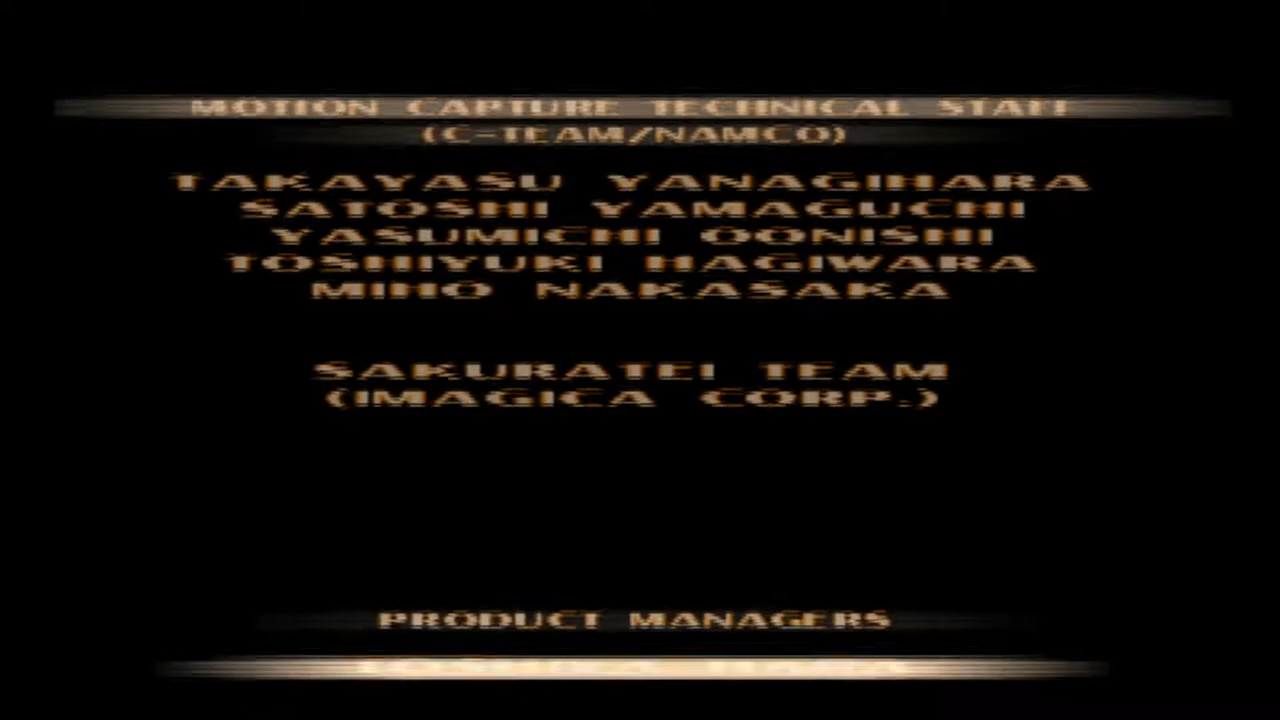 MOTION CAPTURE TECHNICAL STAFF
(C-TEAM/NAMCO)
TAKAYASU YANAGIHARA
SATOSHI YAMAGUCHI
YASUMICHI OONISHI
TOSHIYUKI HAGIWARA
MIHO NAKASAKA
SAKURATEI TEAM
(IMAGICA CORP.)
PRODUCT MANAGERS